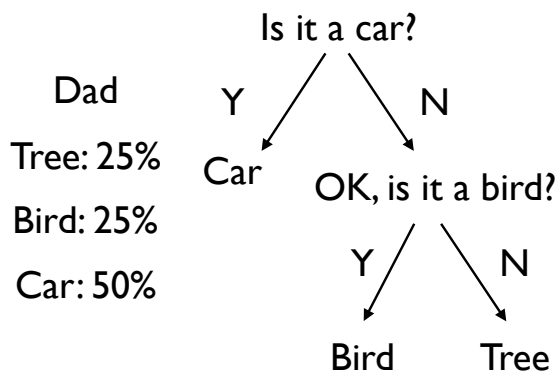 Is it a car?
Dad
Tree: 25%
Bird: 25%
Car: 50%
Y
N
Car
OK, is it a bird?
Y
N
Bird
Tree